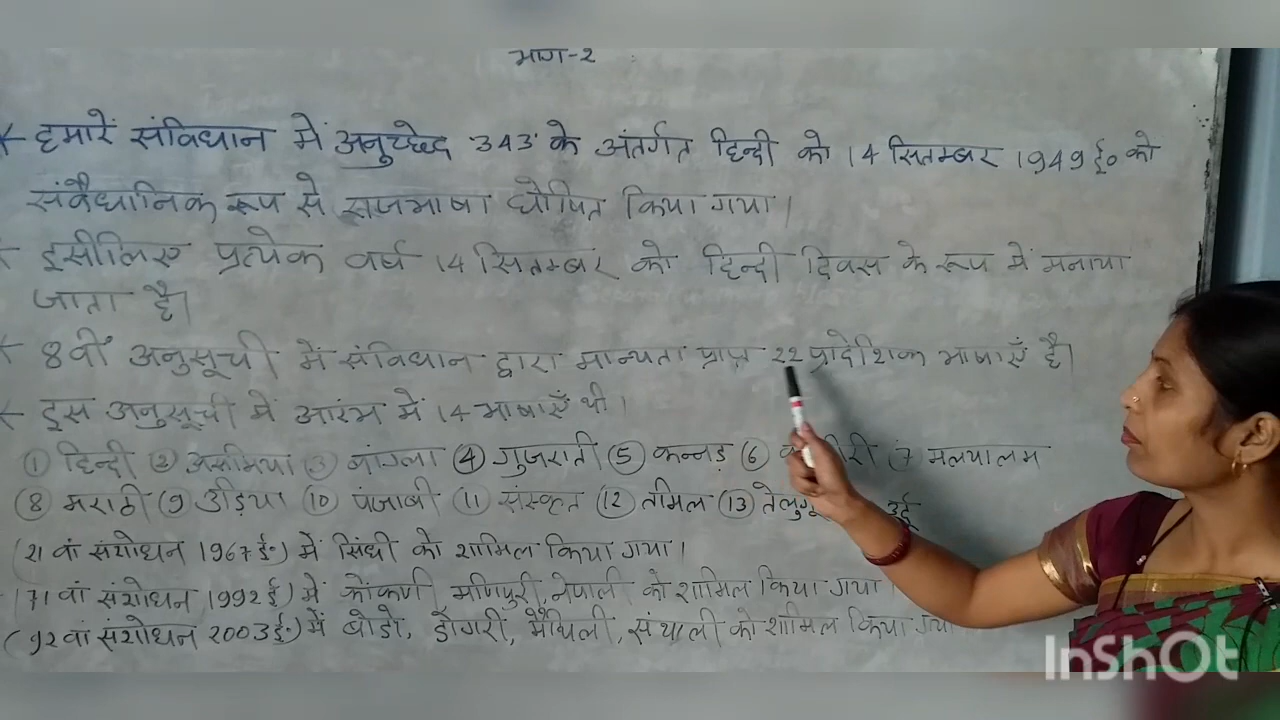 भाग-2
* हमारें संविधान में अनुच्छेद '343' के अंतर्गत हिन्दी को 14 सितम्बर 1949 ई० को
संवैधानिक रूप से राजभाषा घोषित किया गया।
* इसीलिए प्रत्येक वर्ष 14 सितम्बर को हिन्दी दिवस के रूप में मनाया
जाता है।
* 8वीं अनुसूची में संविधान द्वारा मान्यता प्राप्त 22 प्रादेशिक भाषाएँ है।
* इस अनुसूची में आरंभ में 14 भाषाएँ थी।
① हिन्दी ② असमिया ③ बांग्ला ④ गुजराती ⑤ कन्नड़ ⑥ ⑦ मलयालम
⑧ मराठी ⑨ उड़िया ⑩ पंजाबी ⑪ संस्कृत ⑫ तमिल ⑬ तेलुगू उर्दू
(21 वां संशोधन 1967 ई०) में सिंधी को शामिल किया गया।
(71 वां संशोधन 1992 ई) में कोंकणी, मणिपुरी, नेपाली को शामिल किया गया
(92 वां संशोधन 2003 ई०) में बोडो, डोगरी, मैथिली, संथाली को शामिल किया गया
InShOt